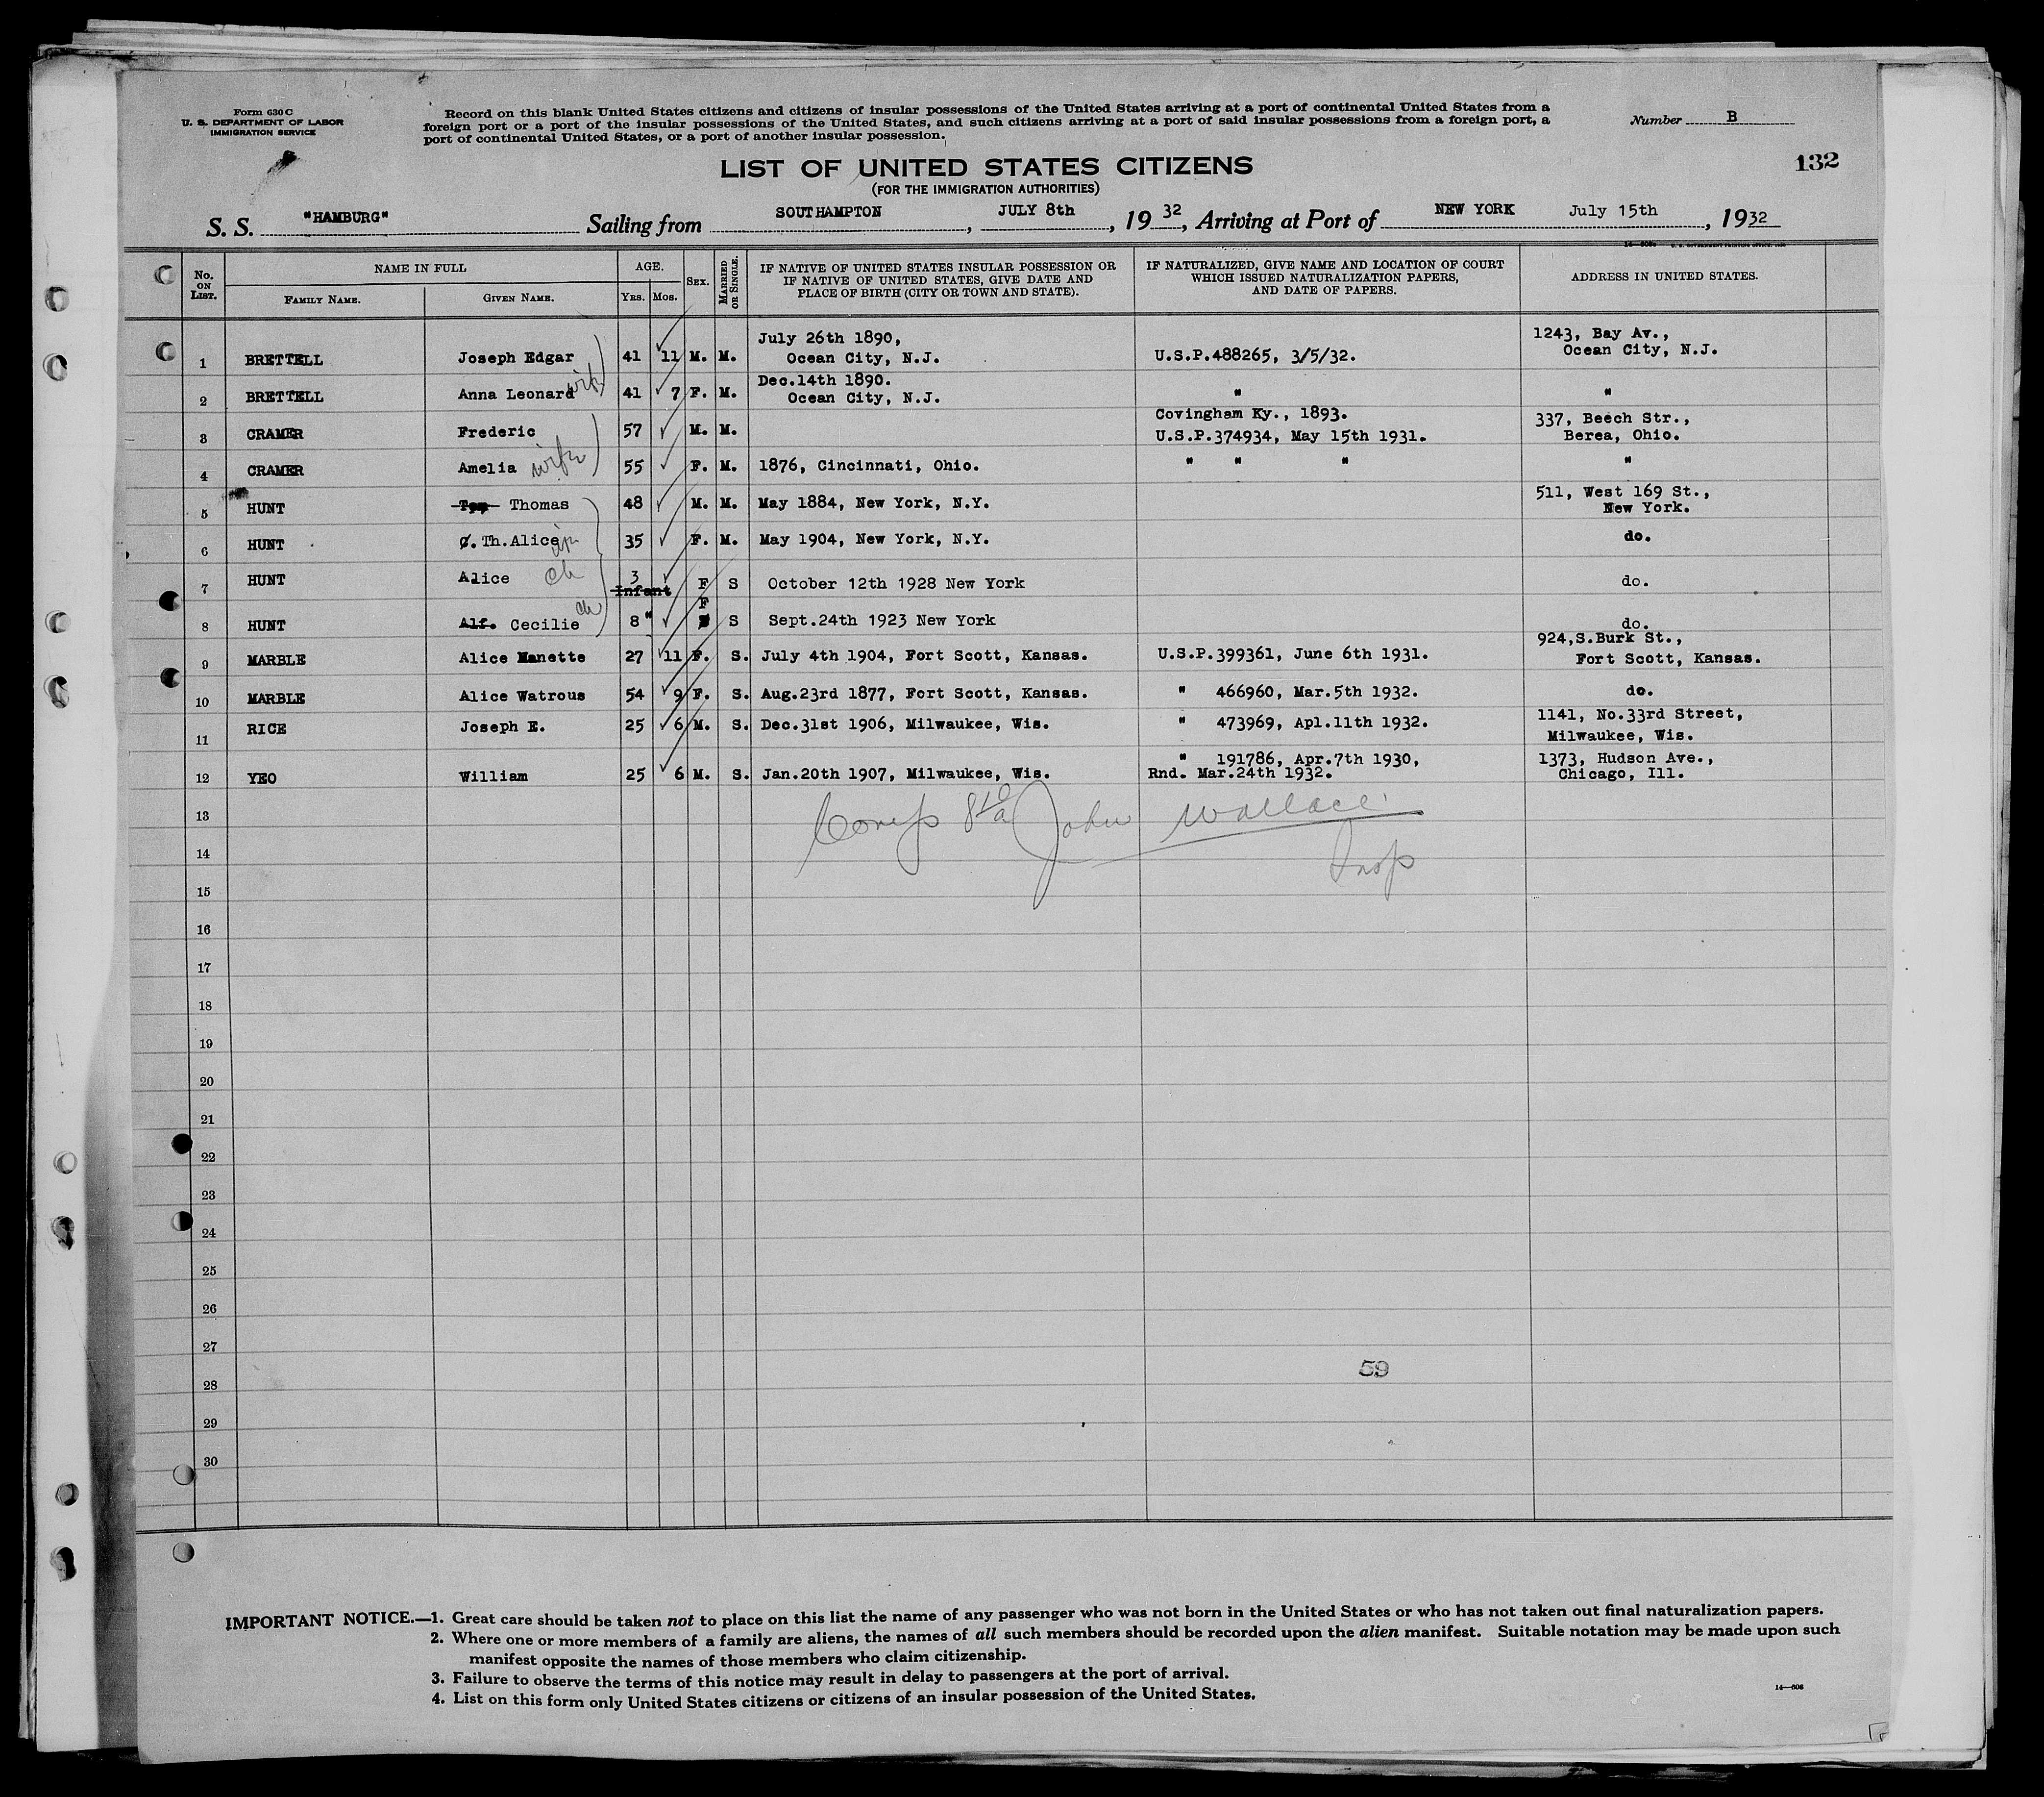 Form 630 C
U. S. DEPARTMENT OF LABOR
IMMIGRATION SERVICE
Record on this blank United States citizens and citizens of insular possessions of the United States arriving at a port of continental United States from a
foreign port or a port of the insular possessions of the United States, and such citizens arriving at a port of said insular possessions from a foreign port, a
port of continental United States, or a port of another insular possession.
Number B
132
LIST OF UNITED STATES CITIZENS
(FOR THE IMMIGRATION AUTHORITIES)
S. S. "HAMBURG" Sailing from SOUTHAMPTON, JULY 8th, 1932, Arriving at Port of NEW YORK July 15th, 1932
No. ON LIST. NAME IN FULL FAMILY NAME. GIVEN NAME. AGE. YRS. MOS. SEX. MARRIED OR SINGLE.
IF NATIVE OF UNITED STATES INSULAR POSSESSION OR
IF NATIVE OF UNITED STATES, GIVE DATE AND
PLACE OF BIRTH (CITY OR TOWN AND STATE).
IF NATURALIZED, GIVE NAME AND LOCATION OF COURT
WHICH ISSUED NATURALIZATION PAPERS,
AND DATE OF PAPERS.
ADDRESS IN UNITED STATES.
July 26th 1890, 1243, Bay Av.,
1 BRETTELL Joseph Edgar 41 11 M. M. Ocean City, N.J. U.S.P.488265, 3/5/32. Ocean City, N.J.
Dec.14th 1890.
2 BRETTELL Anna Leonard wife 41 7 F. M. Ocean City, N.J. " "
Covingham Ky., 1893. 337, Beech Str.,
3 CRAMER Frederic 57 M. M. U.S.P.374934, May 15th 1931. Berea, Ohio.
4 CRAMER Amelia wife 55 F. M. 1876, Cincinnati, Ohio. " " " "
511, West 169 St.,
5 HUNT Tom Thomas 48 M. M. May 1884, New York, N.Y. New York.
6 HUNT C. Th.Alice 35 F. M. May 1904, New York, N.Y. do.
7 HUNT Alice ch 3 Infant F S October 12th 1928 New York do.
8 HUNT Alf. Cecilie ch 8 " F S Sept.24th 1923 New York do.
924,S.Burk St.,
9 MARBLE Alice Manette 27 11 F. S. July 4th 1904, Fort Scott, Kansas. U.S.P.399361, June 6th 1931. Fort Scott, Kansas.
10 MARBLE Alice Watrous 54 9 F. S. Aug.23rd 1877, Fort Scott, Kansas. " 466960, Mar.5th 1932. do.
11 RICE Joseph E. 25 6 M. S. Dec.31st 1906, Milwaukee, Wis. " 473969, Apl.11th 1932. 1141, No.33rd Street,
Milwaukee, Wis.
" 191786, Apr.7th 1930, 1373, Hudson Ave.,
12 YEO William 25 6 M. S. Jan.20th 1907, Milwaukee, Wis. Rnd. Mar.24th 1932. Chicago, Ill.
13
John Wallace
14
Insp
15
16
17
18
19
20
21
22
23
24
25
26
27
59
28
29
30
IMPORTANT NOTICE.—1. Great care should be taken not to place on this list the name of any passenger who was not born in the United States or who has not taken out final naturalization papers.
2. Where one or more members of a family are aliens, the names of all such members should be recorded upon the alien manifest. Suitable notation may be made upon such
manifest opposite the names of those members who claim citizenship.
3. Failure to observe the terms of this notice may result in delay to passengers at the port of arrival.
4. List on this form only United States citizens or citizens of an insular possession of the United States.
14—608